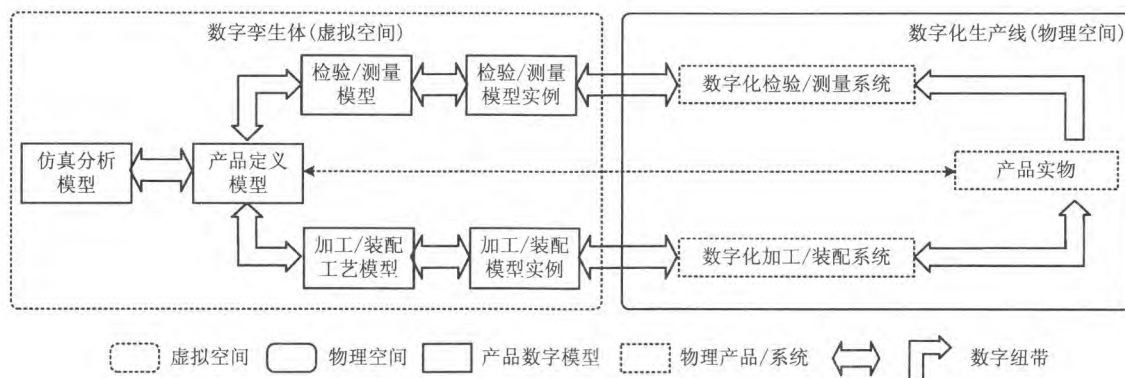 数字孪生体(虚拟空间)
数字化生产线(物理空间)
检验/测量
模型
检验/测量
模型实例
数字化检验/测量系统
仿真分析
模型
产品定义
模型
产品实物
加工/装配
工艺模型
加工/装配
模型实例
数字化加工/装配系统
虚拟空间
物理空间
产品数字模型
物理产品/系统
数字纽带